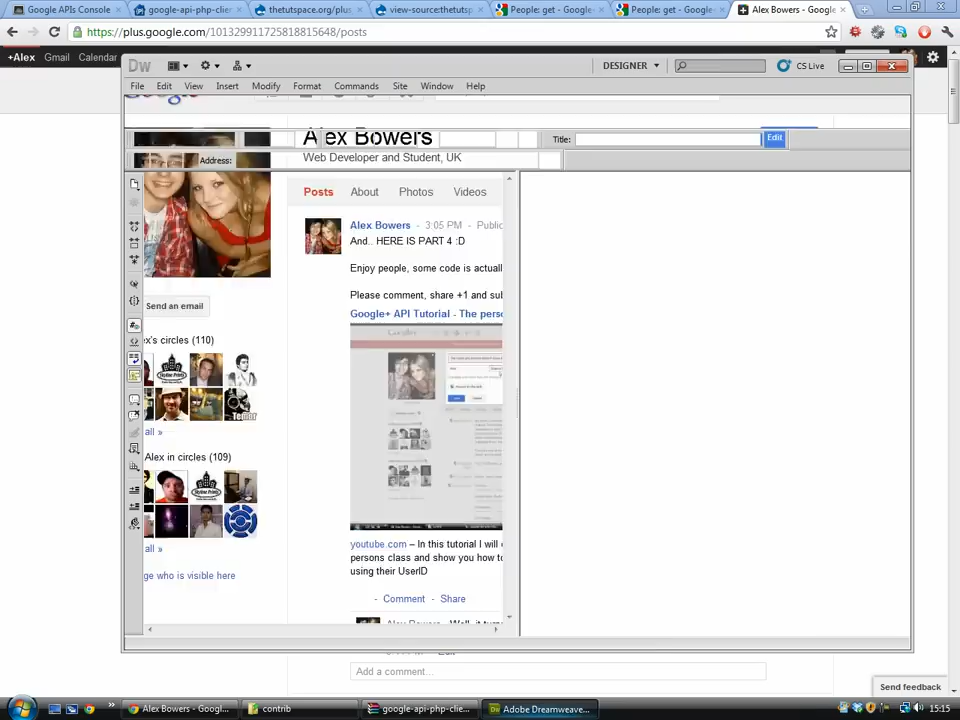 Google APIs Console
google-api-php-clien
thetutspace.org/plus
view-source:thetutsp
People: get - Google
People: get - Google
Alex Bowers - Google
https://plus.google.com/101329911725818815648/posts
+Alex Gmail Calendar
Dw DESIGNER CS Live
File Edit View Insert Modify Format Commands Site Window Help
Alex Bowers
Title: Edit
Web Developer and Student, UK
Address:
Posts About Photos Videos
Alex Bowers - 3:05 PM - Public
And.. HERE IS PART 4 :D
Enjoy people, some code is actuall
Please comment, share +1 and sub
Send an email
Google+ API Tutorial - The perso
ex's circles (110)
all »
Alex in circles (109)
all »
ge who is visible here
youtube.com – In this tutorial I will
persons class and show you how to
using their UserID
- Comment - Share
Add a comment...
Send feedback
Alex Bowers - Googl...
contrib
google-api-php-clie...
Adobe Dreamweave...
15:15